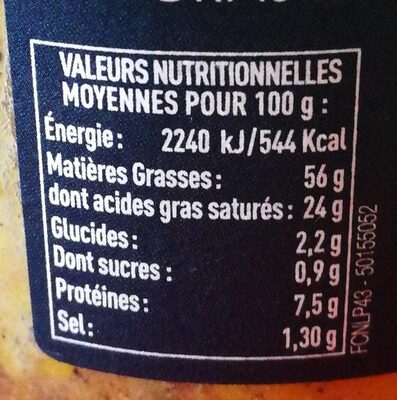 VALEURS NUTRITIONNELLES
MOYENNES POUR 100 g :
Énergie : 2240 kJ/544 Kcal
Matières Grasses : 56 g
dont acides gras saturés : 24 g
Glucides : 2,2 g
Dont sucres : 0,9 g
Protéines : 7,5 g
Sel : 1,30 g
FCNLP43 - 50155052